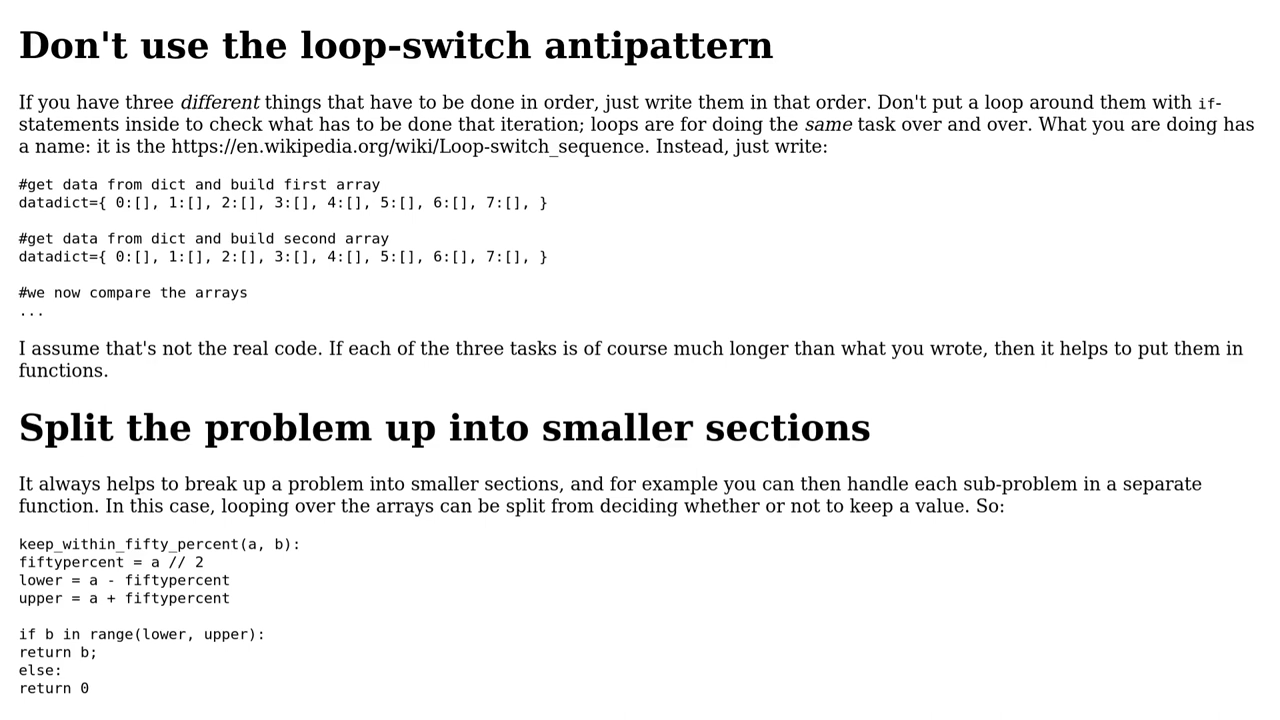 Don't use the loop-switch antipattern
If you have three different things that have to be done in order, just write them in that order. Don't put a loop around them with if-
statements inside to check what has to be done that iteration; loops are for doing the same task over and over. What you are doing has
a name: it is the https://en.wikipedia.org/wiki/Loop-switch_sequence. Instead, just write:
#get data from dict and build first array
datadict={ 0:[], 1:[], 2:[], 3:[], 4:[], 5:[], 6:[], 7:[], }
#get data from dict and build second array
datadict={ 0:[], 1:[], 2:[], 3:[], 4:[], 5:[], 6:[], 7:[], }
#we now compare the arrays
...
I assume that's not the real code. If each of the three tasks is of course much longer than what you wrote, then it helps to put them in
functions.
Split the problem up into smaller sections
It always helps to break up a problem into smaller sections, and for example you can then handle each sub-problem in a separate
function. In this case, looping over the arrays can be split from deciding whether or not to keep a value. So:
keep_within_fifty_percent(a, b):
fiftypercent = a // 2
lower = a - fiftypercent
upper = a + fiftypercent
if b in range(lower, upper):
return b;
else:
return 0